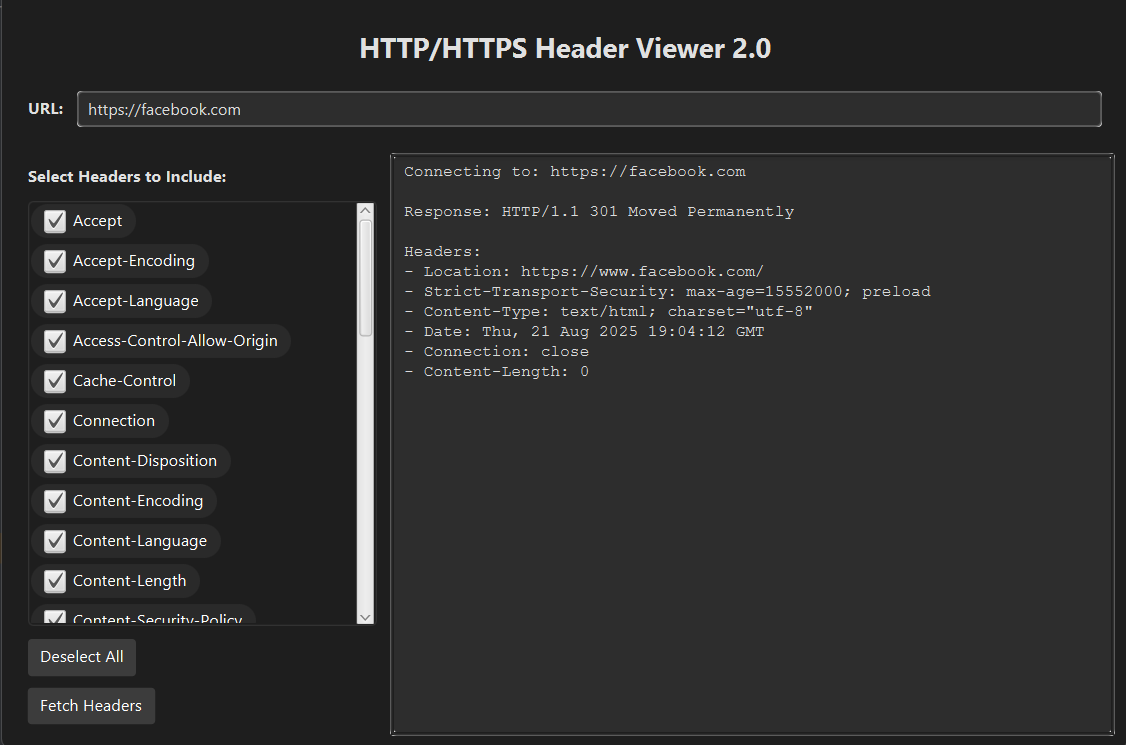 HTTP/HTTPS Header Viewer 2.0
URL: https://facebook.com
Select Headers to Include:
Accept
Accept-Encoding
Accept-Language
Access-Control-Allow-Origin
Cache-Control
Connection
Content-Disposition
Content-Encoding
Content-Language
Content-Length
Content-Security-Policy
Deselect All
Fetch Headers
Connecting to: https://facebook.com
Response: HTTP/1.1 301 Moved Permanently
Headers:
- Location: https://www.facebook.com/
- Strict-Transport-Security: max-age=15552000; preload
- Content-Type: text/html; charset="utf-8"
- Date: Thu, 21 Aug 2025 19:04:12 GMT
- Connection: close
- Content-Length: 0